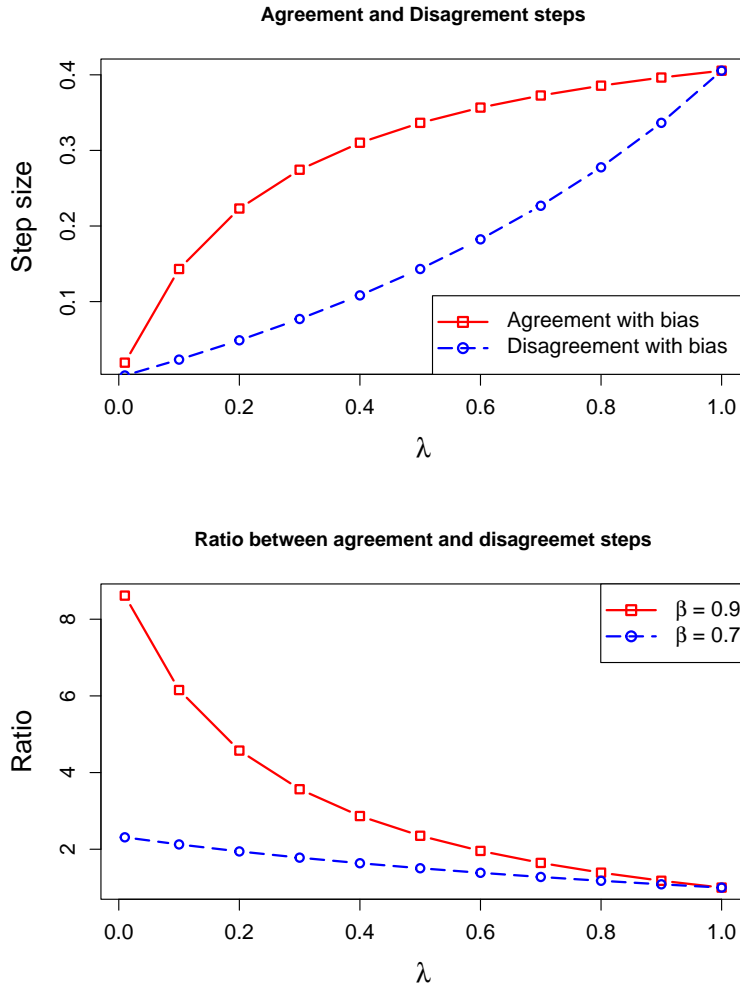 Agreement and Disagrement steps
Step size
0.4
0.3
0.2
0.1
Agreement with bias
Disagreement with bias
0.0 0.2 0.4 0.6 0.8 1.0
λ
Ratio between agreement and disagreemet steps
Ratio
8
6
4
2
β = 0.9
β = 0.7
0.0 0.2 0.4 0.6 0.8 1.0
λ